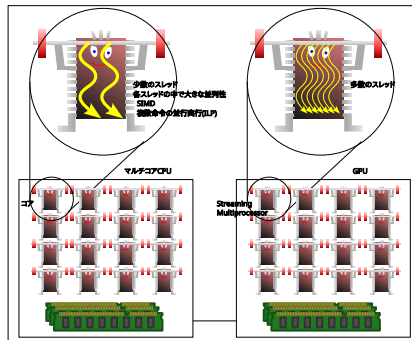 少数のスレッド
各スレッドの中で大きな並列性
SIMD
複数命令の並行実行(ILP)
多数のスレッド
マルチコアCPU
GPU
コア
Streaming
Multiprocessor